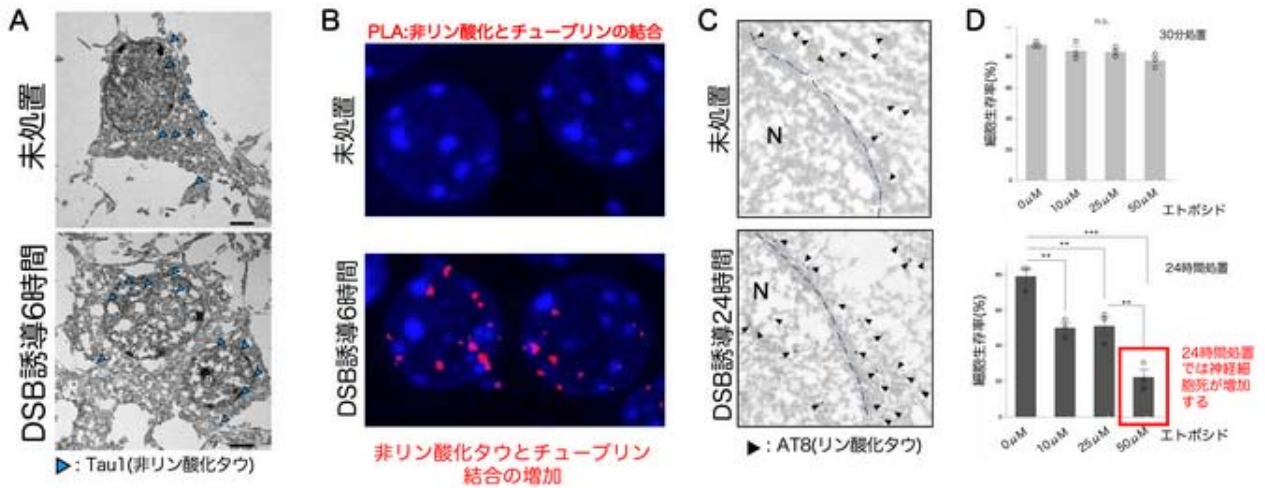 A
未処置
DSB誘導6時間
: Tau1(非リン酸化タウ)
B
PLA:非リン酸化とチューブリンの結合
未処置
DSB誘導6時間
非リン酸化タウとチューブリン
結合の増加
C
未処置
N
DSB誘導24時間
N
: AT8(リン酸化タウ)
D
n.s.
30分処置
細胞生存率(%)
0μM
10μM
25μM
50μM
エトポシド
***
**
**
**
24時間処置
細胞生存率(%)
24時間処置
では神経細
胞死が増加
する
0μM
10μM
25μM
50μM
エトポシド